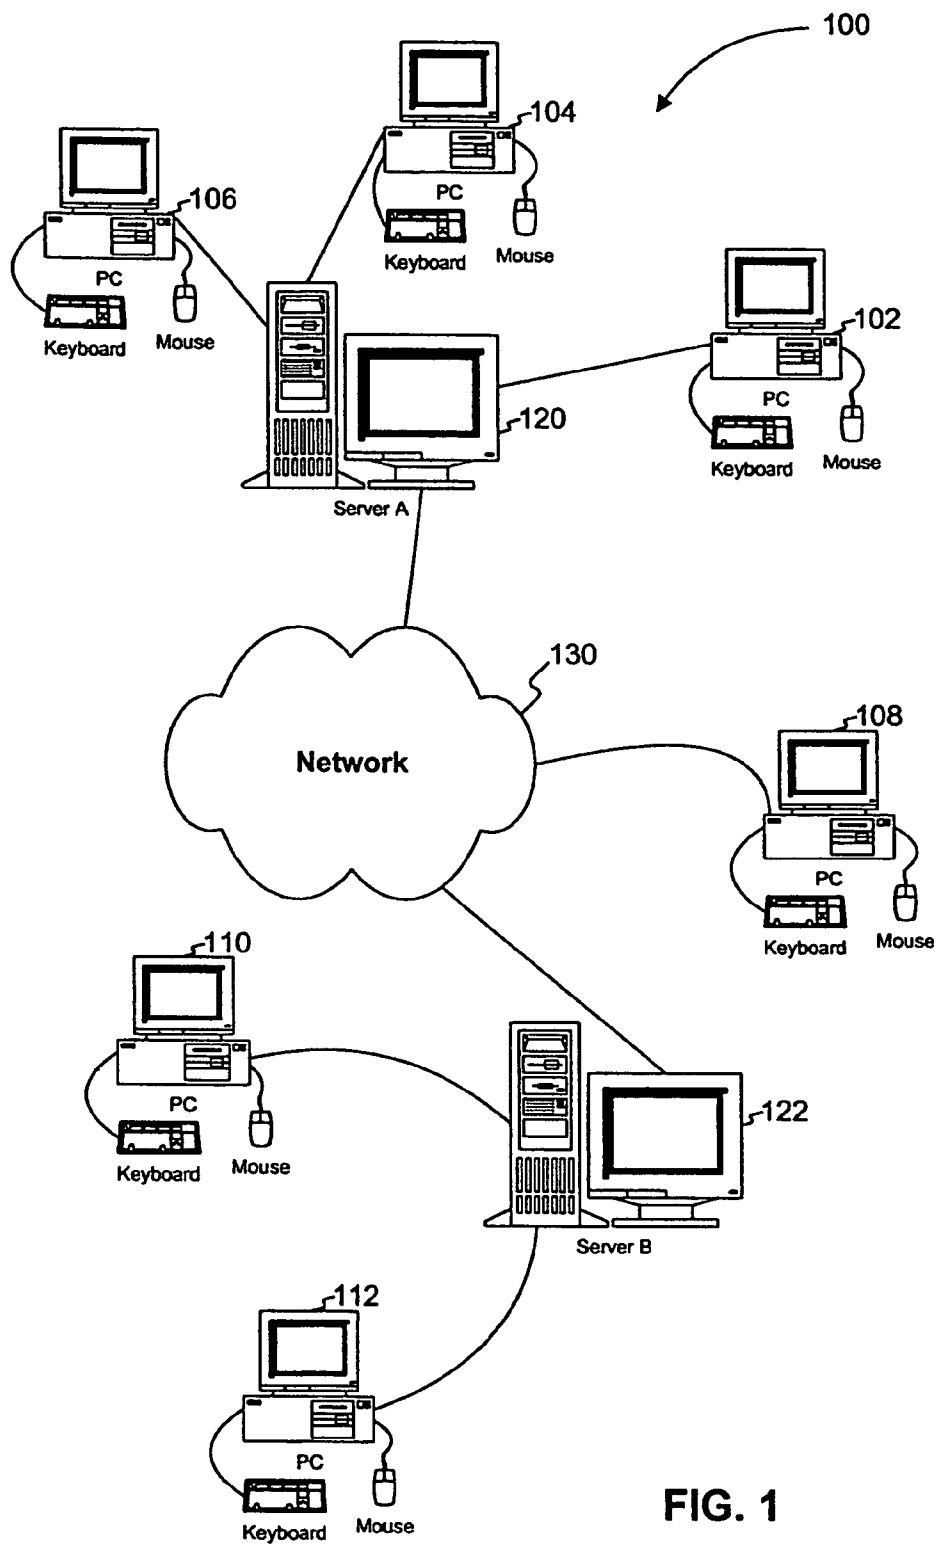 100
104
PC
Keyboard
Mouse
106
PC
Keyboard
Mouse
102
PC
Keyboard
Mouse
120
Server A
130
Network
108
PC
Keyboard
Mouse
110
PC
Keyboard
Mouse
122
Server B
112
PC
Keyboard
Mouse
FIG. 1